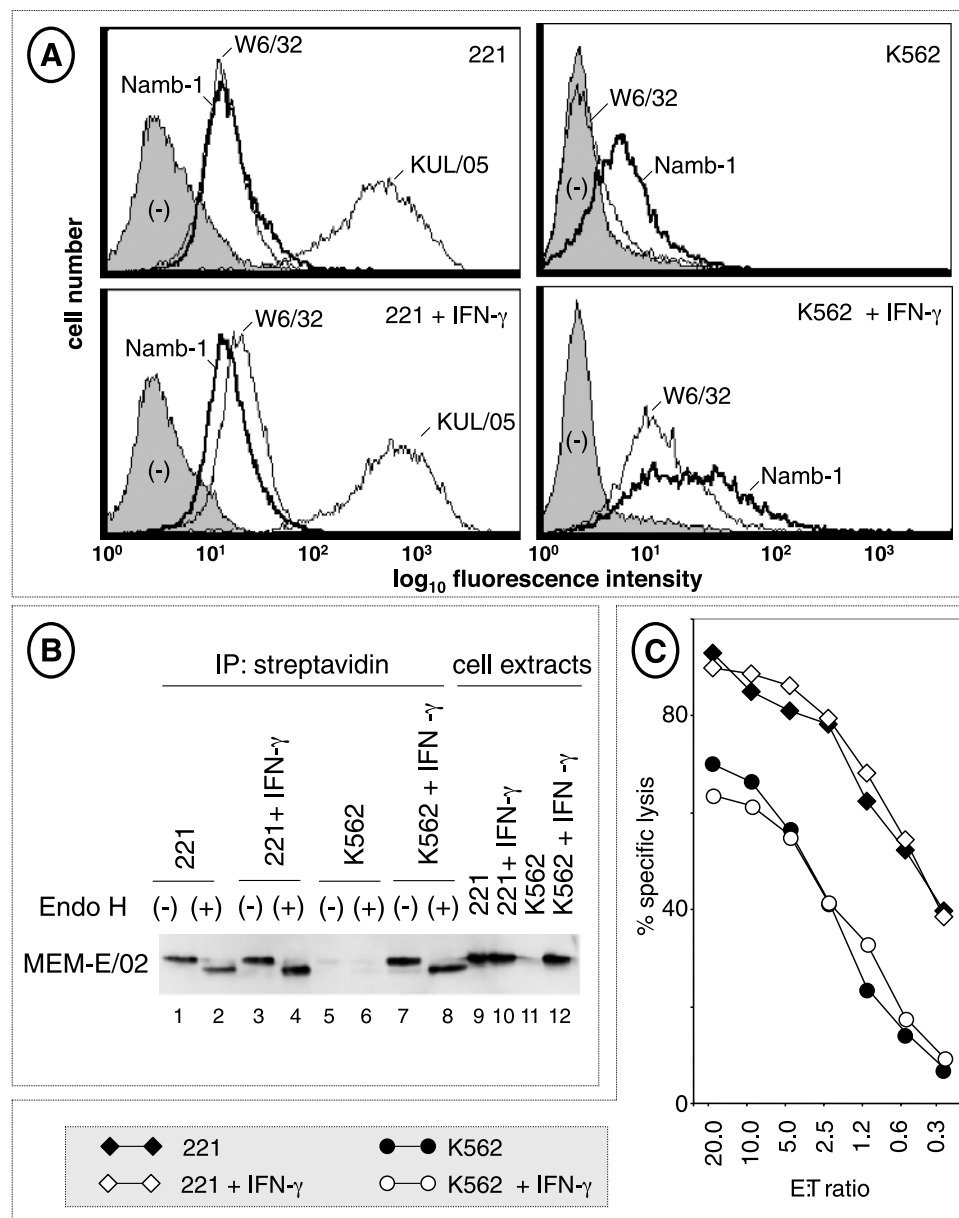 A
221
W6/32
Namb-1
(-)
KUL/05
K562
W6/32
(-)
Namb-1
cell number
221 + IFN-γ
W6/32
Namb-1
(-)
KUL/05
K562 + IFN-γ
W6/32
(-)
Namb-1
10⁰ 10¹ 10² 10³ 10⁰ 10¹ 10² 10³
log₁₀ fluorescence intensity
B
IP: streptavidin cell extracts
221
221+ IFN-γ
K562
K562 + IFN -γ
221
221+ IFN-γ
K562
K562 + IFN -γ
Endo H (-) (+) (-) (+) (-) (+) (-) (+)
MEM-E/02
1 2 3 4 5 6 7 8 9 10 11 12
C
% specific lysis
80
40
0
20.0 10.0 5.0 2.5 1.2 0.6 0.3
E:T ratio
221
K562
221 + IFN-γ
K562 + IFN-γ